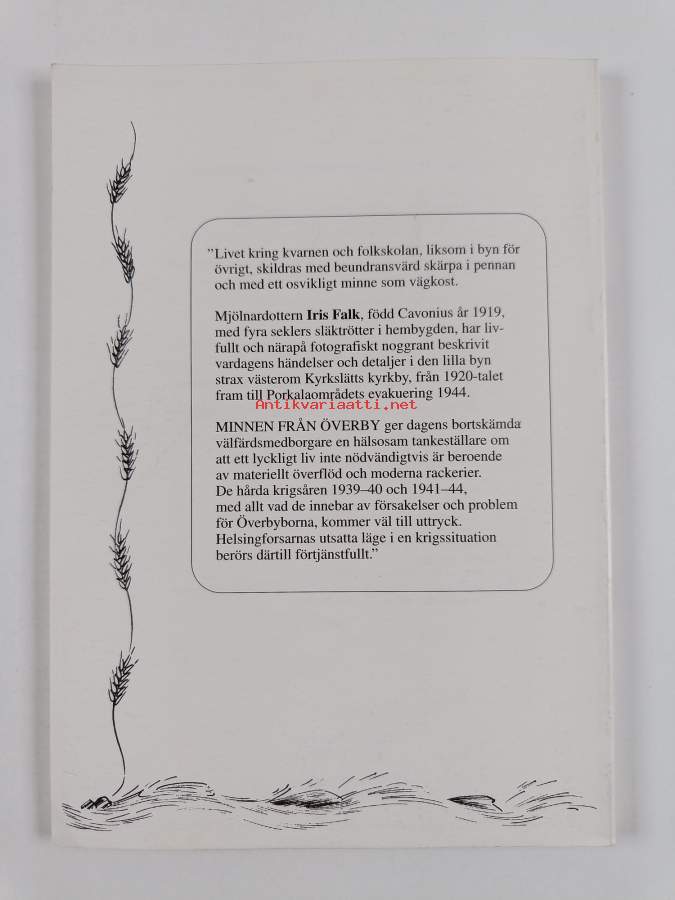 ”Livet kring kvarnen och folkskolan, liksom i byn för
övrigt, skildras med beundransvärd skärpa i pennan
och med ett osvikligt minne som vägkost.
Mjölnardottern Iris Falk, född Cavonius år 1919,
med fyra seklers släktrötter i hembygden, har liv-
fullt och närapå fotografiskt noggrant beskrivit
vardagens händelser och detaljer i den lilla byn
strax västerom Kyrkslätts kyrkby, från 1920-talet
fram till Porkalaområdets evakuering 1944.
Antikvariaatti.net
MINNEN FRÅN ÖVERBY ger dagens bortskämda
välfärdsmedborgare en hälsosam tankeställare om
att ett lyckligt liv inte nödvändigtvis är beroende
av materiellt överflöd och moderna rackerier.
De hårda krigsåren 1939–40 och 1941–44,
med allt vad de innebar av försakelser och problem
för Överbyborna, kommer väl till uttryck.
Helsingforsarnas utsatta läge i en krigssituation
berörs därtill förtjänstfullt.”